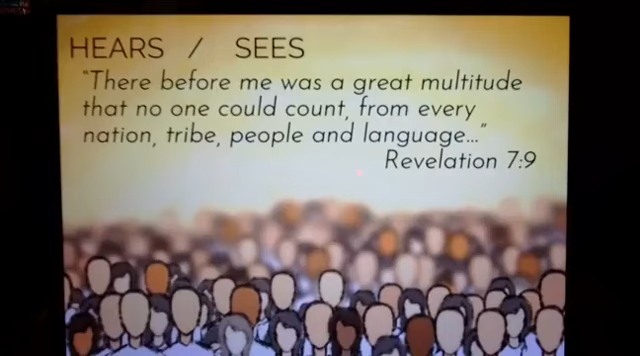 HEARS / SEES
"There before me was a great multitude
that no one could count, from every
nation, tribe, people and language..."
Revelation 7:9